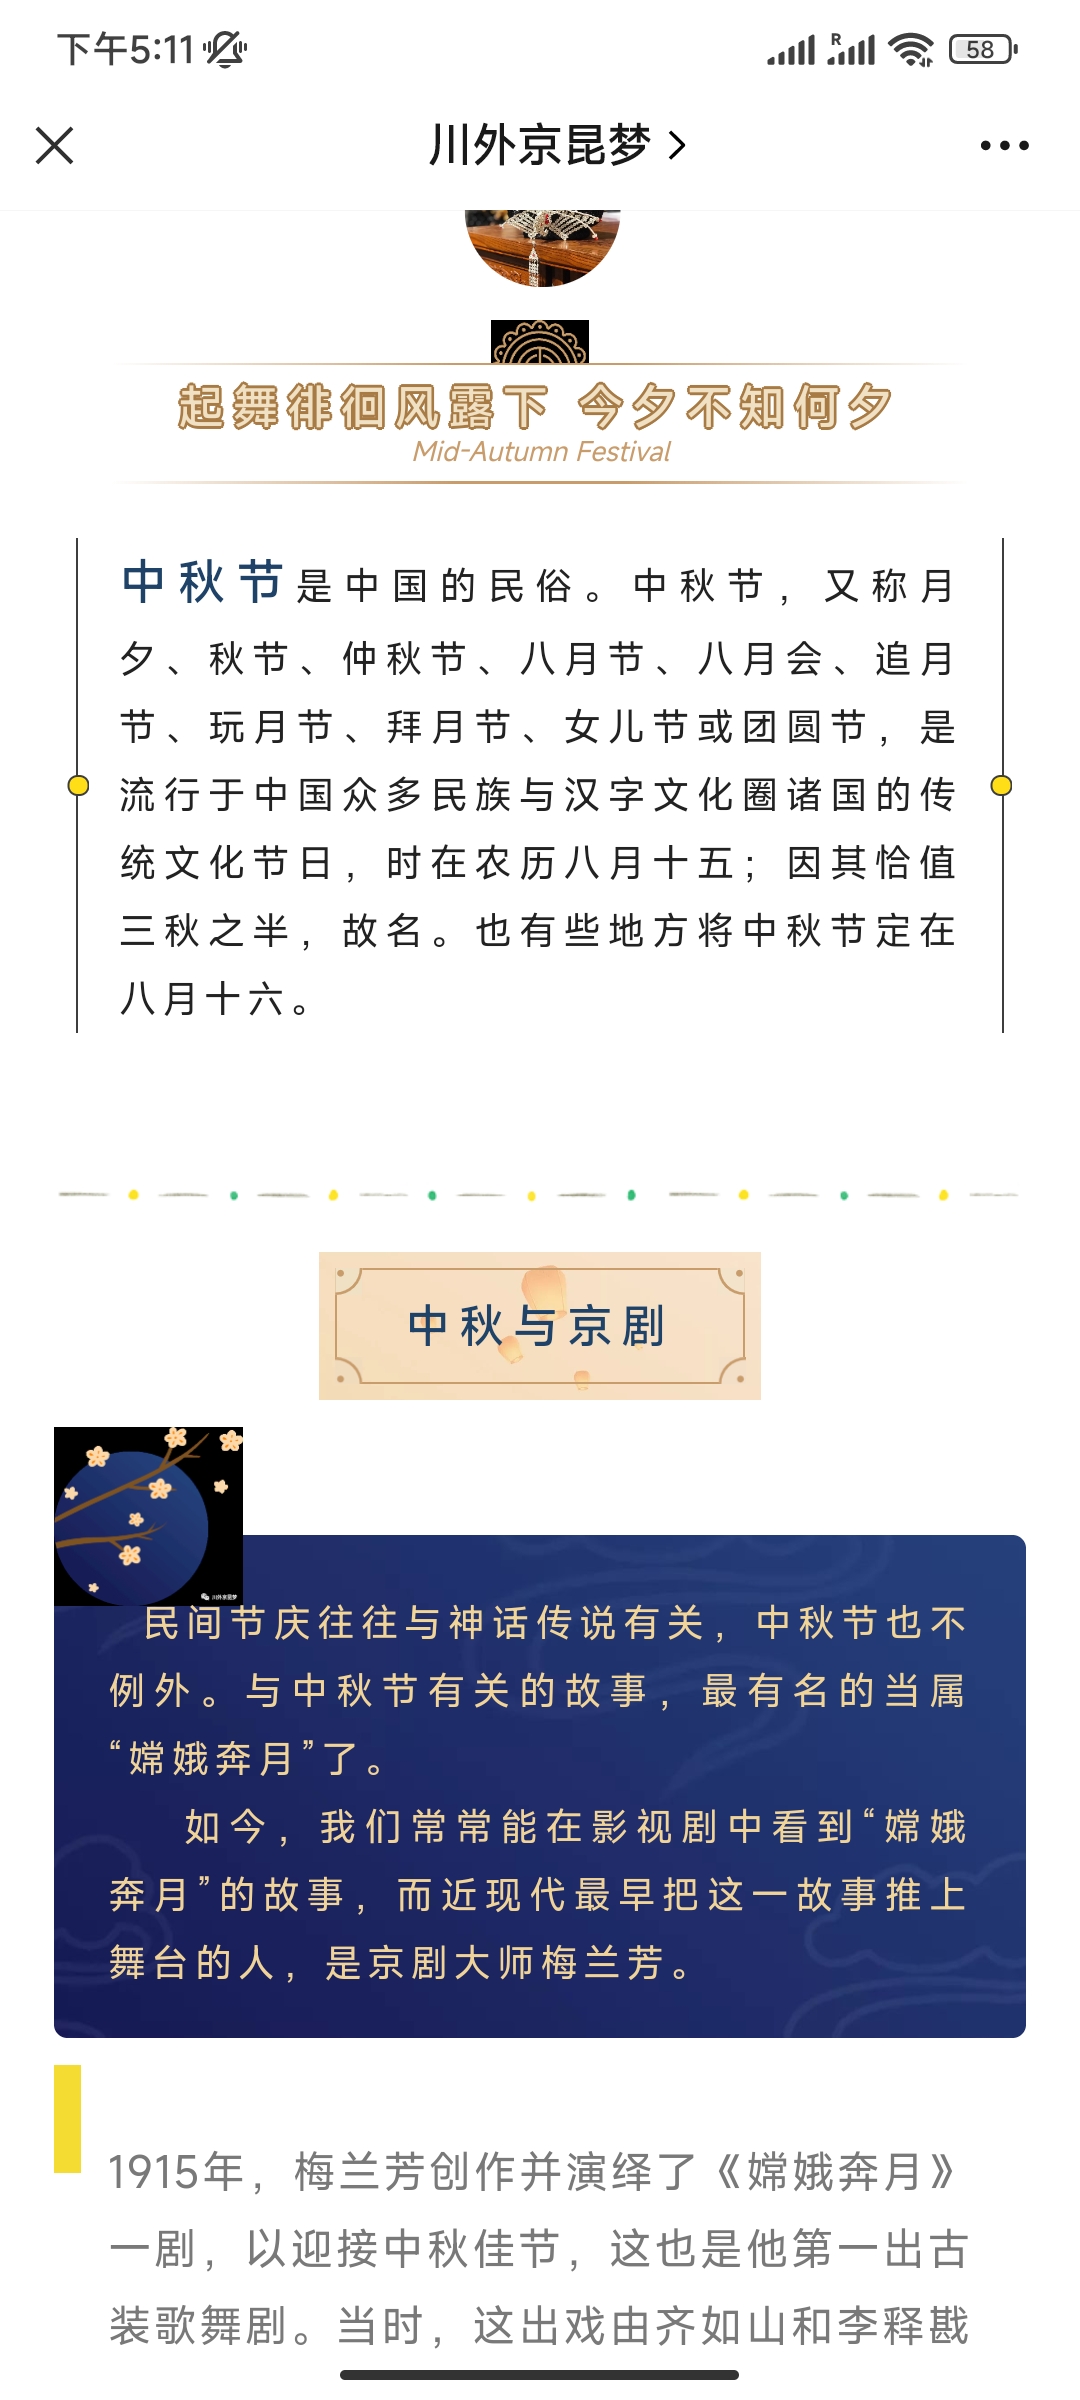 下午5:11
R
58
川外京昆梦
起舞徘徊风露下 今夕不知何夕
Mid-Autumn Festival
中秋节是中国的民俗。中秋节，又称月
夕、秋节、仲秋节、八月节、八月会、追月
节、玩月节、拜月节、女儿节或团圆节，是
流行于中国众多民族与汉字文化圈诸国的传
统文化节日，时在农历八月十五；因其恰值
三秋之半，故名。也有些地方将中秋节定在
八月十六。
中秋与京剧
川外京昆梦
民间节庆往往与神话传说有关，中秋节也不
例外。与中秋节有关的故事，最有名的当属
“嫦娥奔月”了。
如今，我们常常能在影视剧中看到“嫦娥
奔月”的故事，而近现代最早把这一故事推上
舞台的人，是京剧大师梅兰芳。
1915年，梅兰芳创作并演绎了《嫦娥奔月》
一剧，以迎接中秋佳节，这也是他第一出古
装歌舞剧。当时，这出戏由齐如山和李释戡